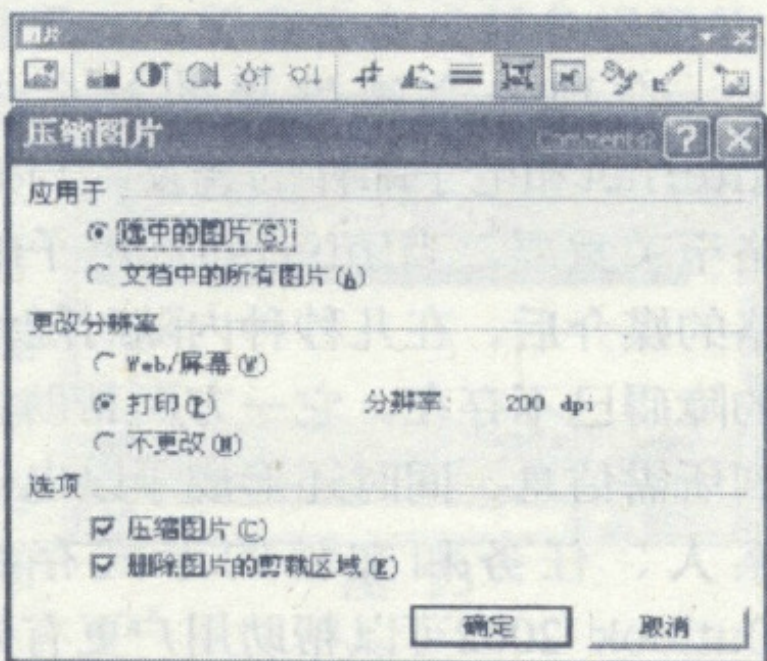 图片
压缩图片 Comments?
应用于
选中的图片(S)
文档中的所有图片(A)
更改分辨率
Web/屏幕(W)
打印(P) 分辨率: 200 dpi
不更改(N)
选项
压缩图片(C)
删除图片的剪裁区域(E)
确定 取消